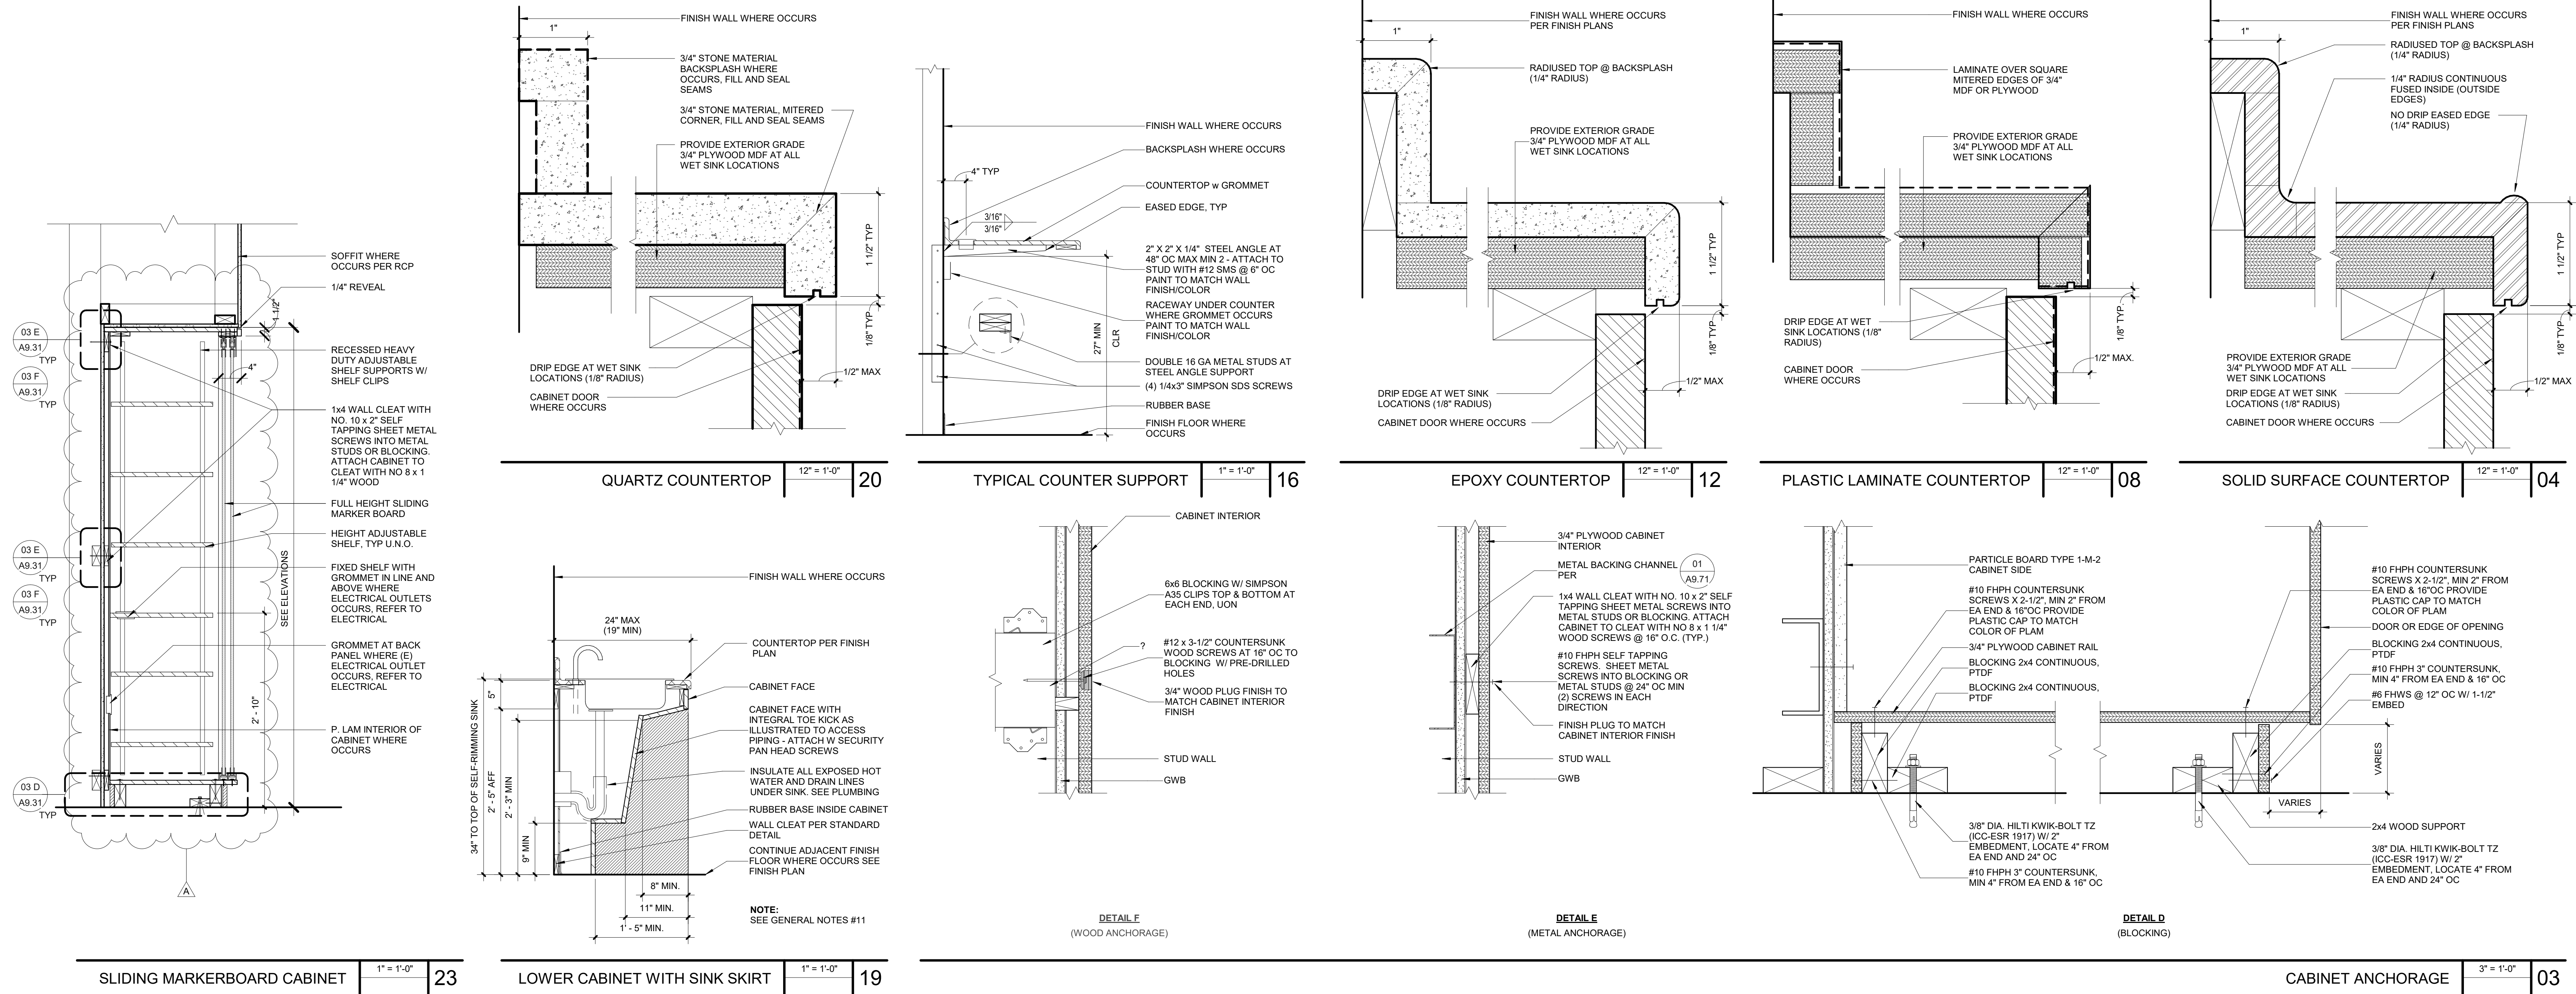 SOFFIT WHERE
OCCURS PER RCP
1/4" REVEAL
1 1/2"
03 E
A9.31
TYP
03 F
A9.31
TYP
RECESSED HEAVY
DUTY ADJUSTABLE
SHELF SUPPORTS W/
SHELF CLIPS
4"
1x4 WALL CLEAT WITH
NO. 10 x 2" SELF
TAPPING SHEET METAL
SCREWS INTO METAL
STUDS OR BLOCKING.
ATTACH CABINET TO
CLEAT WITH NO 8 x 1
1/4" WOOD
FULL HEIGHT SLIDING
MARKER BOARD
HEIGHT ADJUSTABLE
SHELF, TYP U.N.O.
03 E
A9.31
TYP
03 F
A9.31
TYP
FIXED SHELF WITH
GROMMET IN LINE AND
ABOVE WHERE
ELECTRICAL OUTLETS
OCCURS, REFER TO
ELECTRICAL
SEE ELEVATIONS
GROMMET AT BACK
PANEL WHERE (E)
ELECTRICAL OUTLET
OCCURS, REFER TO
ELECTRICAL
2' - 10"
P. LAM INTERIOR OF
CABINET WHERE
OCCURS
03 D
A9.31
TYP
A
SLIDING MARKERBOARD CABINET
1" = 1'-0"
23
FINISH WALL WHERE OCCURS
1"
3/4" STONE MATERIAL
BACKSPLASH WHERE
OCCURS, FILL AND SEAL
SEAMS
3/4" STONE MATERIAL, MITERED
CORNER, FILL AND SEAL SEAMS
PROVIDE EXTERIOR GRADE
3/4" PLYWOOD MDF AT ALL
WET SINK LOCATIONS
1 1/2" TYP
1/8" TYP
DRIP EDGE AT WET SINK
LOCATIONS (1/8" RADIUS)
1/2" MAX
CABINET DOOR
WHERE OCCURS
QUARTZ COUNTERTOP
12" = 1'-0"
20
FINISH WALL WHERE OCCURS
BACKSPLASH WHERE OCCURS
4" TYP
COUNTERTOP w GROMMET
EASED EDGE, TYP
3/16"
3/16"
2" X 2" X 1/4" STEEL ANGLE AT
48" OC MAX MIN 2 - ATTACH TO
STUD WITH #12 SMS @ 6" OC
PAINT TO MATCH WALL
FINISH/COLOR
RACEWAY UNDER COUNTER
WHERE GROMMET OCCURS
PAINT TO MATCH WALL
FINISH/COLOR
27" MIN
CLR
DOUBLE 16 GA METAL STUDS AT
STEEL ANGLE SUPPORT
(4) 1/4x3" SIMPSON SDS SCREWS
RUBBER BASE
FINISH FLOOR WHERE
OCCURS
TYPICAL COUNTER SUPPORT
1" = 1'-0"
16
FINISH WALL WHERE OCCURS
PER FINISH PLANS
1"
RADIUSED TOP @ BACKSPLASH
(1/4" RADIUS)
PROVIDE EXTERIOR GRADE
3/4" PLYWOOD MDF AT ALL
WET SINK LOCATIONS
1 1/2" TYP
1/8" TYP
1/2" MAX
DRIP EDGE AT WET SINK
LOCATIONS (1/8" RADIUS)
CABINET DOOR WHERE OCCURS
EPOXY COUNTERTOP
12" = 1'-0"
12
FINISH WALL WHERE OCCURS
LAMINATE OVER SQUARE
MITERED EDGES OF 3/4"
MDF OR PLYWOOD
PROVIDE EXTERIOR GRADE
3/4" PLYWOOD MDF AT ALL
WET SINK LOCATIONS
DRIP EDGE AT WET
SINK LOCATIONS (1/8"
RADIUS)
1/8" TYP.
1/2" MAX.
CABINET DOOR
WHERE OCCURS
PLASTIC LAMINATE COUNTERTOP
12" = 1'-0"
08
FINISH WALL WHERE OCCURS
PER FINISH PLANS
1"
RADIUSED TOP @ BACKSPLASH
(1/4" RADIUS)
1/4" RADIUS CONTINUOUS
FUSED INSIDE (OUTSIDE
EDGES)
NO DRIP EASED EDGE
(1/4" RADIUS)
1 1/2" TYP
1/8" TYP
PROVIDE EXTERIOR GRADE
3/4" PLYWOOD MDF AT ALL
WET SINK LOCATIONS
1/2" MAX
DRIP EDGE AT WET SINK
LOCATIONS (1/8" RADIUS)
CABINET DOOR WHERE OCCURS
SOLID SURFACE COUNTERTOP
12" = 1'-0"
04
FINISH WALL WHERE OCCURS
24" MAX
(19" MIN)
COUNTERTOP PER FINISH
PLAN
CABINET FACE
CABINET FACE WITH
INTEGRAL TOE KICK AS
ILLUSTRATED TO ACCESS
PIPING - ATTACH W SECURITY
PAN HEAD SCREWS
34" TO TOP OF SELF-RIMMING SINK
5"
2' - 5" AFF
2' - 3" MIN
9" MIN
INSULATE ALL EXPOSED HOT
WATER AND DRAIN LINES
UNDER SINK. SEE PLUMBING
RUBBER BASE INSIDE CABINET
WALL CLEAT PER STANDARD
DETAIL
CONTINUE ADJACENT FINISH
FLOOR WHERE OCCURS SEE
FINISH PLAN
8" MIN.
11" MIN.
1' - 5" MIN.
NOTE:
SEE GENERAL NOTES #11
LOWER CABINET WITH SINK SKIRT
1" = 1'-0"
19
CABINET INTERIOR
6x6 BLOCKING W/ SIMPSON
A35 CLIPS TOP & BOTTOM AT
EACH END, UON
?
#12 x 3-1/2" COUNTERSUNK
WOOD SCREWS AT 16" OC TO
BLOCKING W/ PRE-DRILLED
HOLES
3/4" WOOD PLUG FINISH TO
MATCH CABINET INTERIOR
FINISH
STUD WALL
GWB
DETAIL F
(WOOD ANCHORAGE)
3/4" PLYWOOD CABINET
INTERIOR
METAL BACKING CHANNEL
PER
01
A9.71
1x4 WALL CLEAT WITH NO. 10 x 2" SELF
TAPPING SHEET METAL SCREWS INTO
METAL STUDS OR BLOCKING. ATTACH
CABINET TO CLEAT WITH NO 8 x 1 1/4"
WOOD SCREWS @ 16" O.C. (TYP.)
#10 FHPH SELF TAPPING
SCREWS. SHEET METAL
SCREWS INTO BLOCKING OR
METAL STUDS @ 24" OC MIN
(2) SCREWS IN EACH
DIRECTION
FINISH PLUG TO MATCH
CABINET INTERIOR FINISH
STUD WALL
GWB
DETAIL E
(METAL ANCHORAGE)
PARTICLE BOARD TYPE 1-M-2
CABINET SIDE
#10 FHPH COUNTERSUNK
SCREWS X 2-1/2", MIN 2" FROM
EA END & 16"OC PROVIDE
PLASTIC CAP TO MATCH
COLOR OF PLAM
3/4" PLYWOOD CABINET RAIL
BLOCKING 2x4 CONTINUOUS,
PTDF
BLOCKING 2x4 CONTINUOUS,
PTDF
3/8" DIA. HILTI KWIK-BOLT TZ
(ICC-ESR 1917) W/ 2"
EMBEDMENT, LOCATE 4" FROM
EA END AND 24" OC
#10 FHPH 3" COUNTERSUNK,
MIN 4" FROM EA END & 16" OC
#10 FHPH COUNTERSUNK
SCREWS X 2-1/2", MIN 2" FROM
EA END & 16"OC PROVIDE
PLASTIC CAP TO MATCH
COLOR OF PLAM
DOOR OR EDGE OF OPENING
BLOCKING 2x4 CONTINUOUS,
PTDF
#10 FHPH 3" COUNTERSUNK,
MIN 4" FROM EA END & 16" OC
#6 FHWS @ 12" OC W/ 1-1/2"
EMBED
VARIES
VARIES
2x4 WOOD SUPPORT
3/8" DIA. HILTI KWIK-BOLT TZ
(ICC-ESR 1917) W/ 2"
EMBEDMENT, LOCATE 4" FROM
EA END AND 24" OC
DETAIL D
(BLOCKING)
CABINET ANCHORAGE
3" = 1'-0"
03